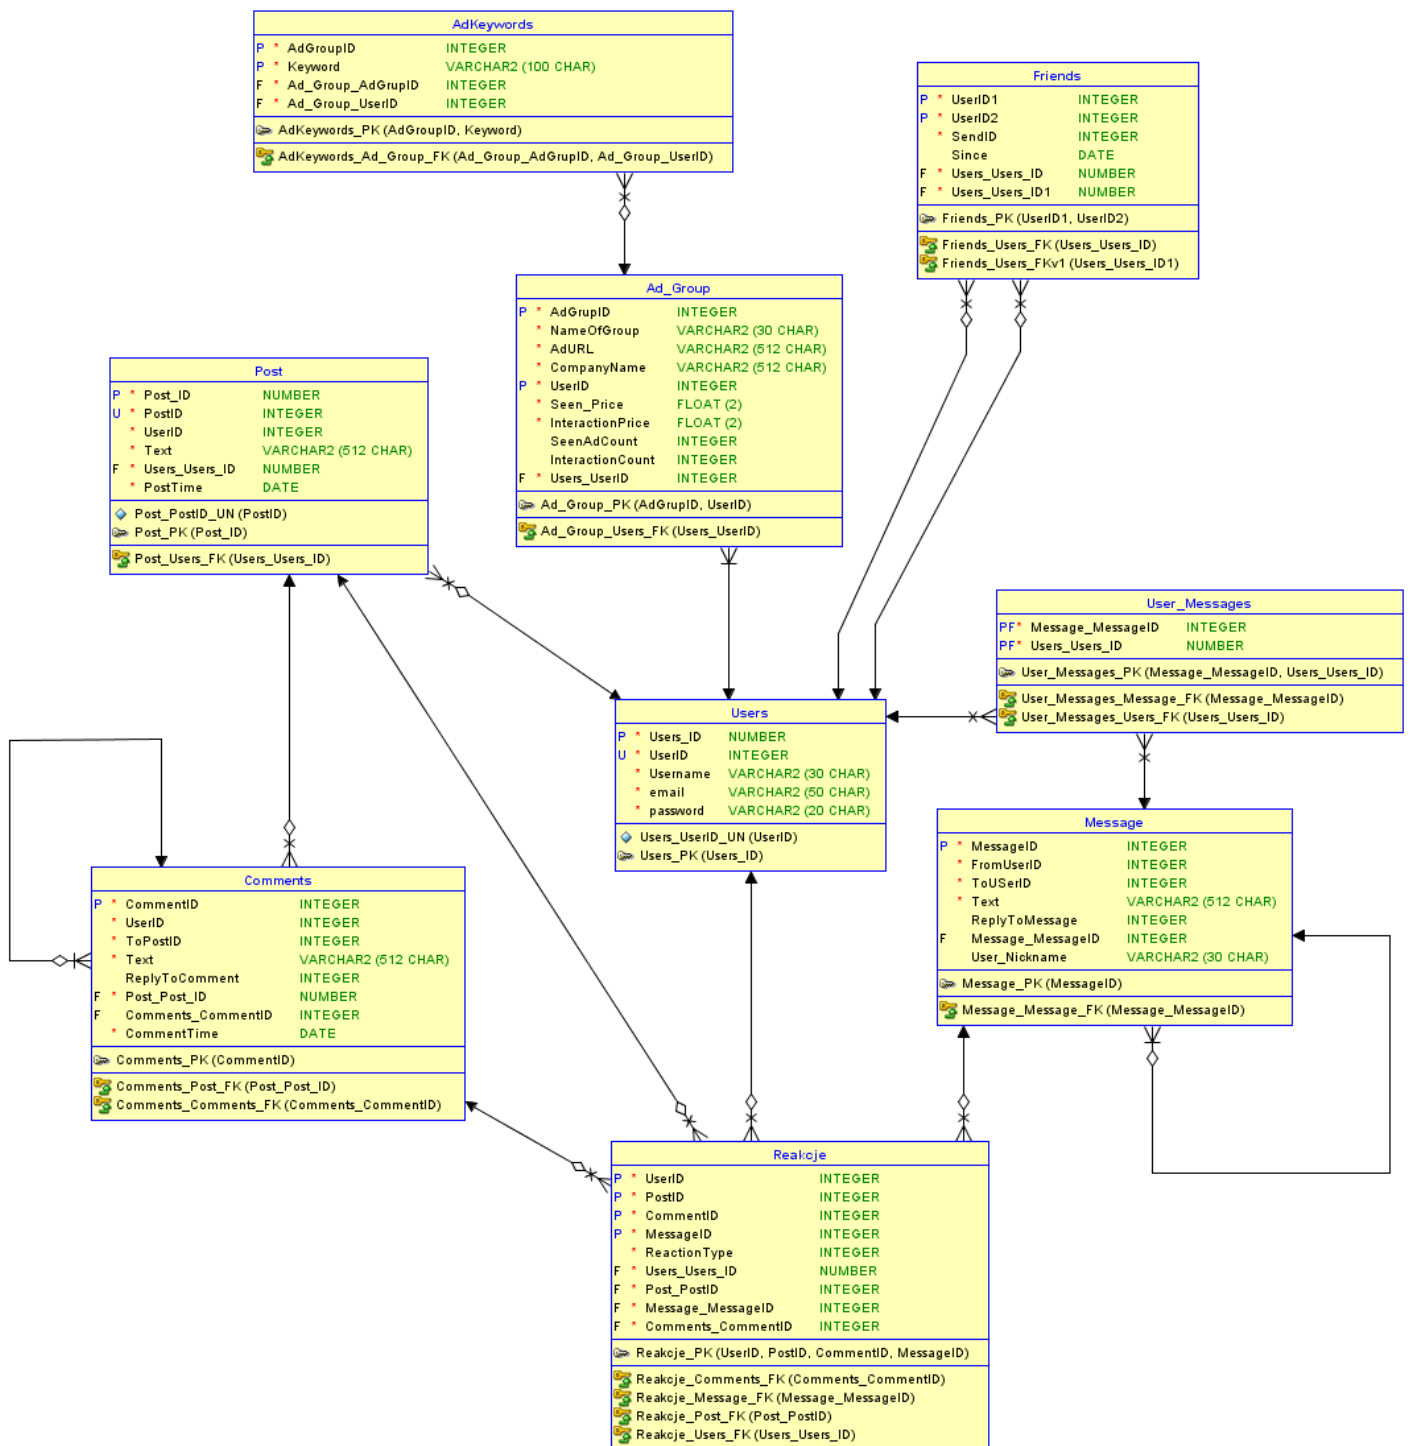 AdKeywords
P * AdGroupID INTEGER
P * Keyword VARCHAR2 (100 CHAR)
F * Ad_Group_AdGrupID INTEGER
F * Ad_Group_UserID INTEGER
AdKeywords_PK (AdGroupID, Keyword)
AdKeywords_Ad_Group_FK (Ad_Group_AdGrupID, Ad_Group_UserID)
Friends
P * UserID1 INTEGER
P * UserID2 INTEGER
* SendID INTEGER
Since DATE
F * Users_Users_ID NUMBER
F * Users_Users_ID1 NUMBER
Friends_PK (UserID1, UserID2)
Friends_Users_FK (Users_Users_ID)
Friends_Users_FKv1 (Users_Users_ID1)
Ad_Group
P * AdGrupID INTEGER
* NameOfGroup VARCHAR2 (30 CHAR)
* AdURL VARCHAR2 (512 CHAR)
* CompanyName VARCHAR2 (512 CHAR)
P * UserID INTEGER
* Seen_Price FLOAT (2)
* InteractionPrice FLOAT (2)
SeenAdCount INTEGER
InteractionCount INTEGER
F * Users_UserID INTEGER
Ad_Group_PK (AdGrupID, UserID)
Ad_Group_Users_FK (Users_UserID)
Post
P * Post_ID NUMBER
U * PostID INTEGER
* UserID INTEGER
* Text VARCHAR2 (512 CHAR)
F * Users_Users_ID NUMBER
* PostTime DATE
Post_PostID_UN (PostID)
Post_PK (Post_ID)
Post_Users_FK (Users_Users_ID)
User_Messages
PF* Message_MessageID INTEGER
PF* Users_Users_ID NUMBER
User_Messages_PK (Message_MessageID, Users_Users_ID)
User_Messages_Message_FK (Message_MessageID)
User_Messages_Users_FK (Users_Users_ID)
Users
P * Users_ID NUMBER
U * UserID INTEGER
* Username VARCHAR2 (30 CHAR)
* email VARCHAR2 (50 CHAR)
* password VARCHAR2 (20 CHAR)
Users_UserID_UN (UserID)
Users_PK (Users_ID)
Message
P * MessageID INTEGER
* FromUserID INTEGER
* ToUSerID INTEGER
* Text VARCHAR2 (512 CHAR)
ReplyToMessage INTEGER
F Message_MessageID INTEGER
User_Nickname VARCHAR2 (30 CHAR)
Message_PK (MessageID)
Message_Message_FK (Message_MessageID)
Comments
P * CommentID INTEGER
* UserID INTEGER
* ToPostID INTEGER
* Text VARCHAR2 (512 CHAR)
ReplyToComment INTEGER
F * Post_Post_ID NUMBER
F Comments_CommentID INTEGER
* CommentTime DATE
Comments_PK (CommentID)
Comments_Post_FK (Post_Post_ID)
Comments_Comments_FK (Comments_CommentID)
Reakcje
P * UserID INTEGER
P * PostID INTEGER
P * CommentID INTEGER
P * MessageID INTEGER
* ReactionType INTEGER
F * Users_Users_ID NUMBER
F * Post_PostID INTEGER
F * Message_MessageID INTEGER
F * Comments_CommentID INTEGER
Reakcje_PK (UserID, PostID, CommentID, MessageID)
Reakcje_Comments_FK (Comments_CommentID)
Reakcje_Message_FK (Message_MessageID)
Reakcje_Post_FK (Post_PostID)
Reakcje_Users_FK (Users_Users_ID)